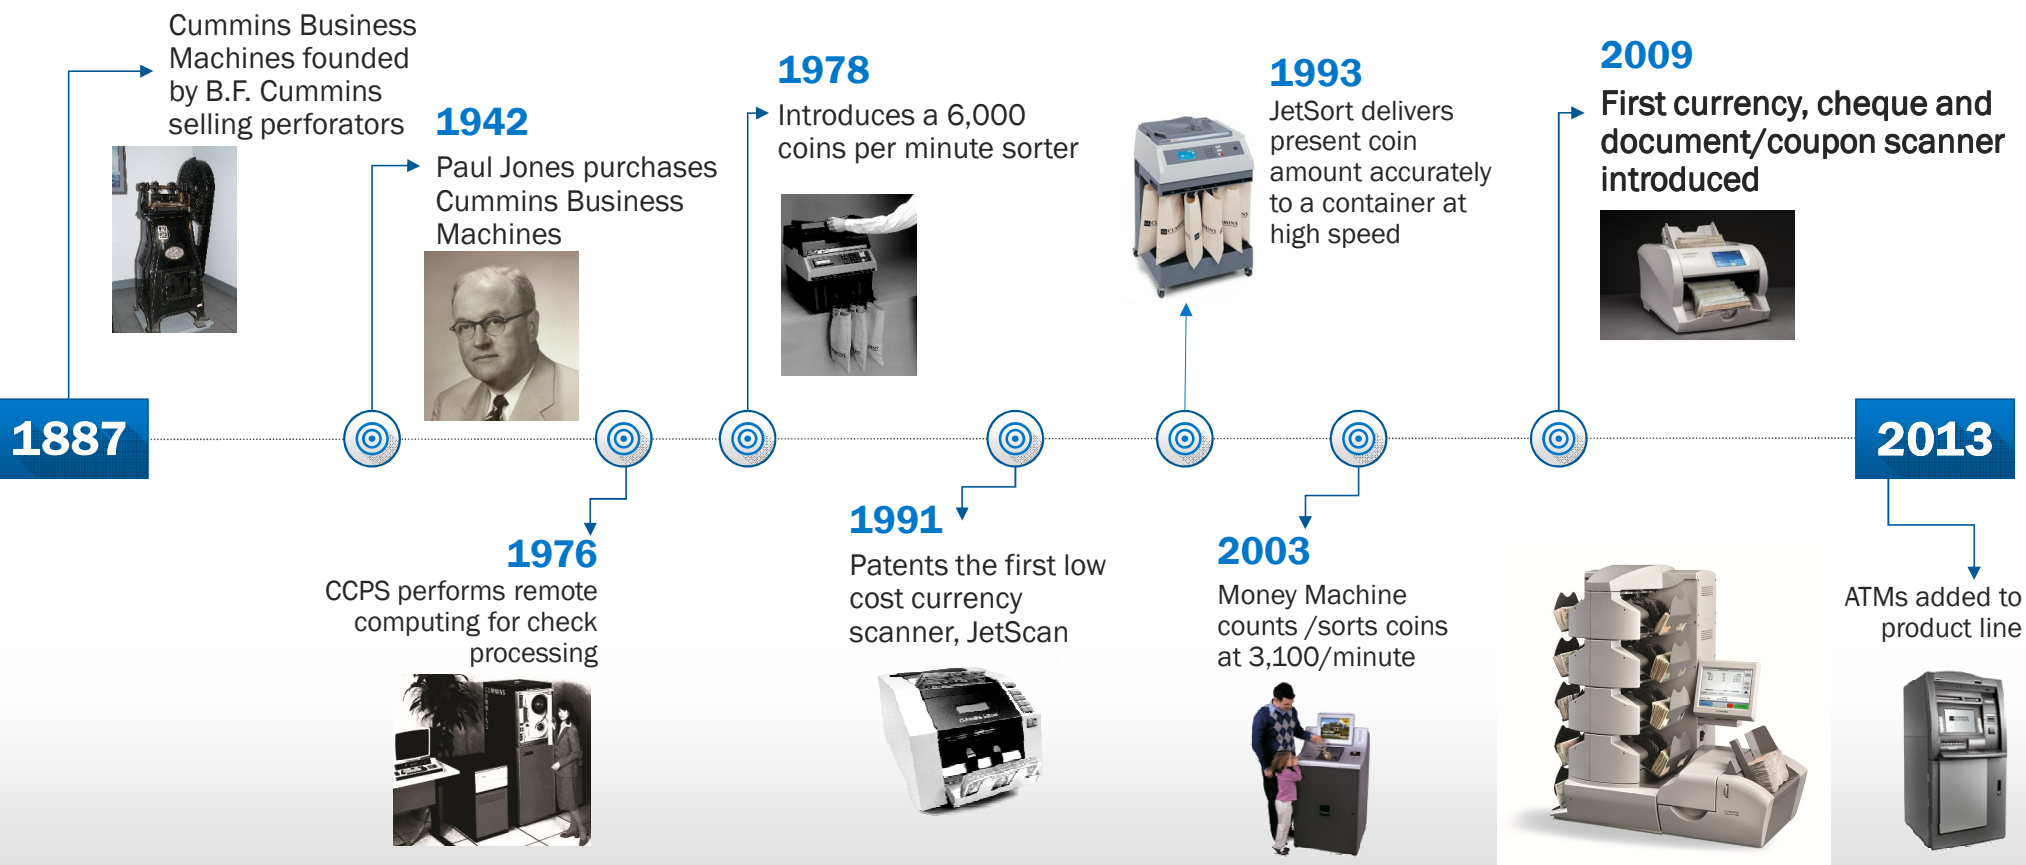 Cummins Business
Machines founded
by B.F. Cummins
selling perforators
1942
Paul Jones purchases
Cummins Business
Machines
1978
Introduces a 6,000
coins per minute sorter
1993
JetSort delivers
present coin
amount accurately
to a container at
high speed
2009
First currency, cheque and
document/coupon scanner
introduced
1887
2013
1976
CCPS performs remote
computing for check
processing
1991
Patents the first low
cost currency
scanner, JetScan
2003
Money Machine
counts /sorts coins
at 3,100/minute
ATMs added to
product line
CUMMINS